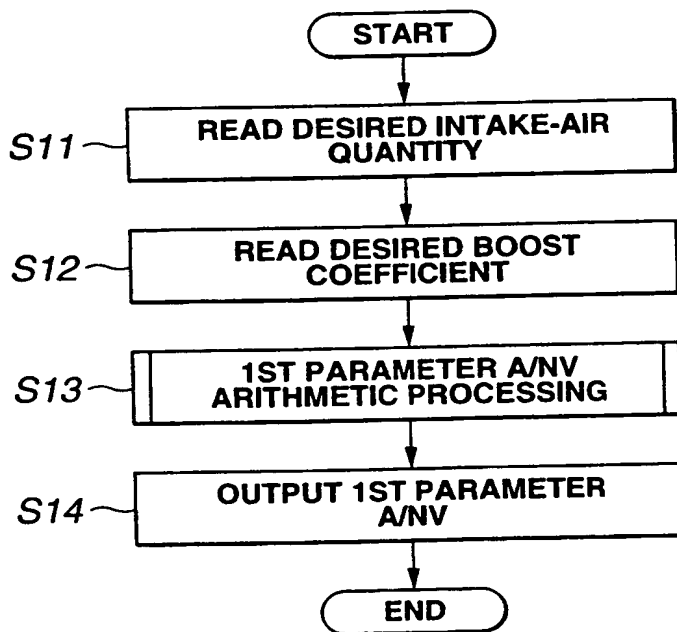 START
S11
READ DESIRED INTAKE-AIR
QUANTITY
S12
READ DESIRED BOOST
COEFFICIENT
S13
1ST PARAMETER A/NV
ARITHMETIC PROCESSING
S14
OUTPUT 1ST PARAMETER
A/NV
END